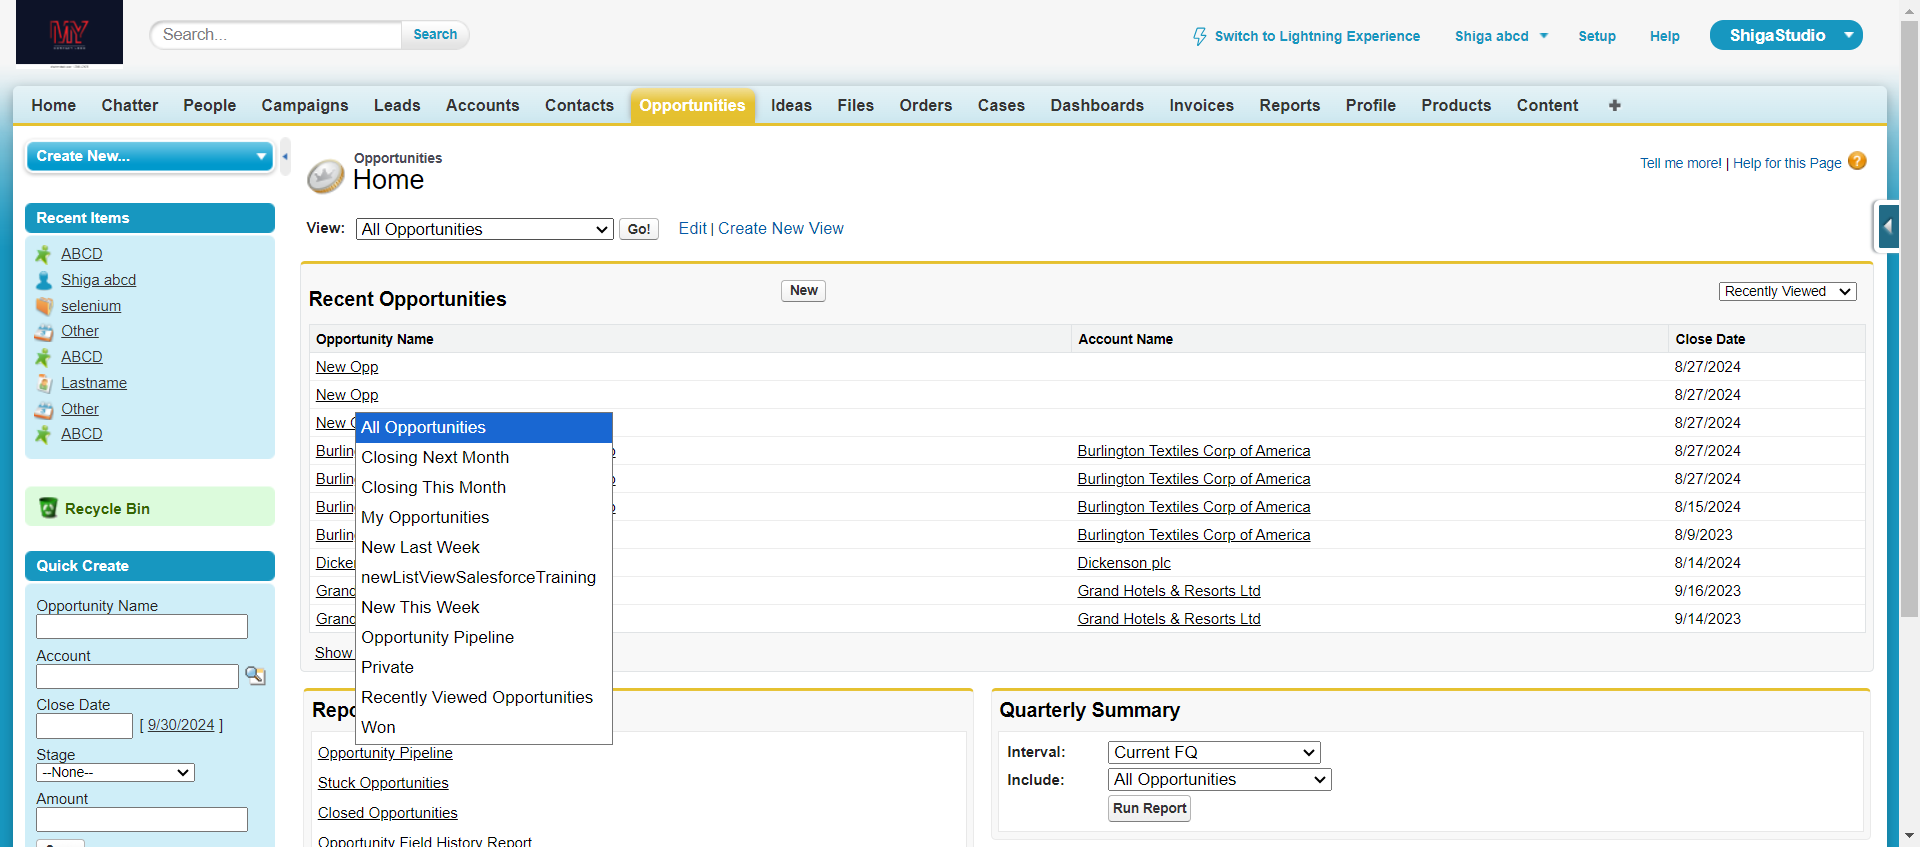 MY
Search...
Search
Switch to Lightning Experience
Shiga abcd
Setup
Help
ShigaStudio
Home
Chatter
People
Campaigns
Leads
Accounts
Contacts
Opportunities
Ideas
Files
Orders
Cases
Dashboards
Invoices
Reports
Profile
Products
Content
Create New...
Recent Items
ABCD
Shiga abcd
selenium
Other
ABCD
Lastname
Other
ABCD
Recycle Bin
Quick Create
Opportunity Name
Account
Close Date
[ 9/30/2024 ]
Stage
--None--
Amount
Opportunities
Home
Tell me more! | Help for this Page
View:
All Opportunities
Go!
Edit | Create New View
Recent Opportunities
New
Recently Viewed
Opportunity Name Account Name Close Date
New Opp 8/27/2024
New Opp 8/27/2024
New 8/27/2024
Burlin Burlington Textiles Corp of America 8/27/2024
Burlin Burlington Textiles Corp of America 8/27/2024
Burlin Burlington Textiles Corp of America 8/15/2024
Burlin Burlington Textiles Corp of America 8/9/2023
Dicke Dickenson plc 8/14/2024
Grand Grand Hotels & Resorts Ltd 9/16/2023
Grand Grand Hotels & Resorts Ltd 9/14/2023
Show
All Opportunities
Closing Next Month
Closing This Month
My Opportunities
New Last Week
newListViewSalesforceTraining
New This Week
Opportunity Pipeline
Private
Recently Viewed Opportunities
Won
Repo
Opportunity Pipeline
Stuck Opportunities
Closed Opportunities
Opportunity Field History Report
Quarterly Summary
Interval:
Current FQ
Include:
All Opportunities
Run Report